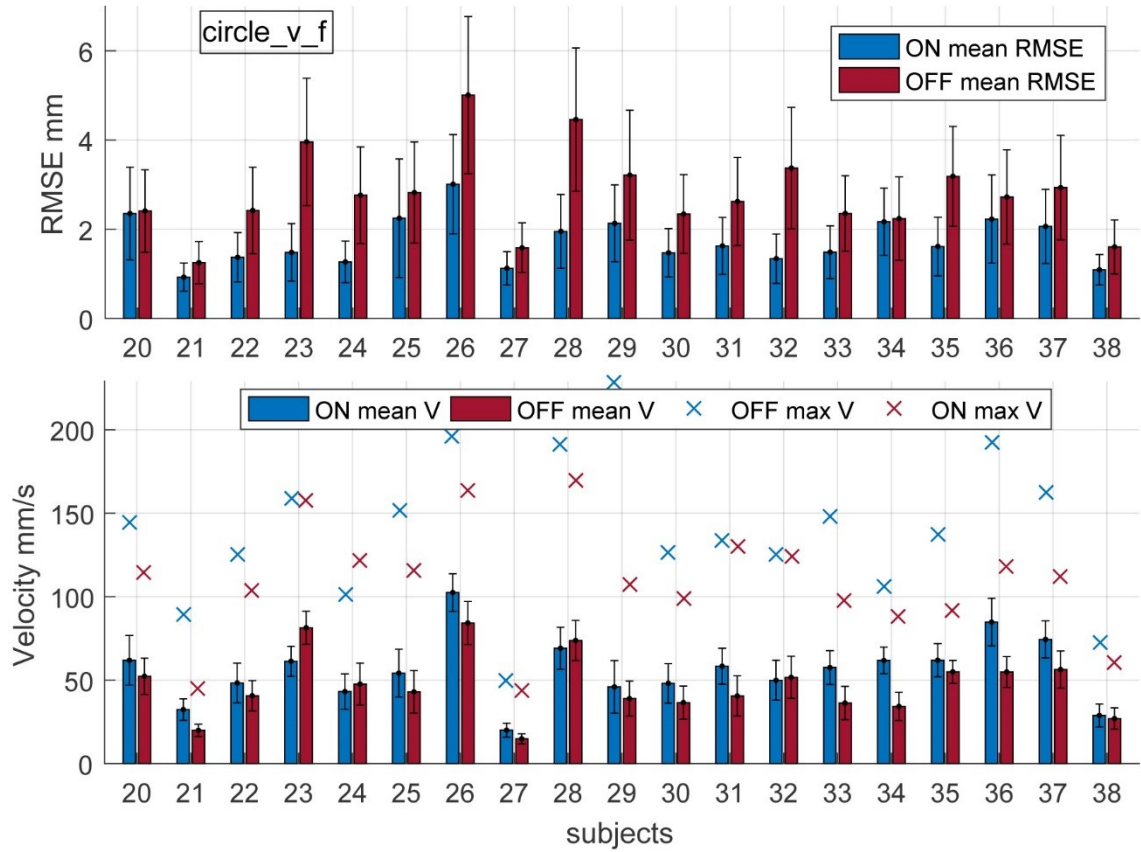 circle_v_f
ON mean RMSE
OFF mean RMSE
RMSE mm
6
4
2
0
20 21 22 23 24 25 26 27 28 29 30 31 32 33 34 35 36 37 38
ON mean V OFF mean V OFF max V ON max V
Velocity mm/s
200
150
100
50
0
20 21 22 23 24 25 26 27 28 29 30 31 32 33 34 35 36 37 38
subjects